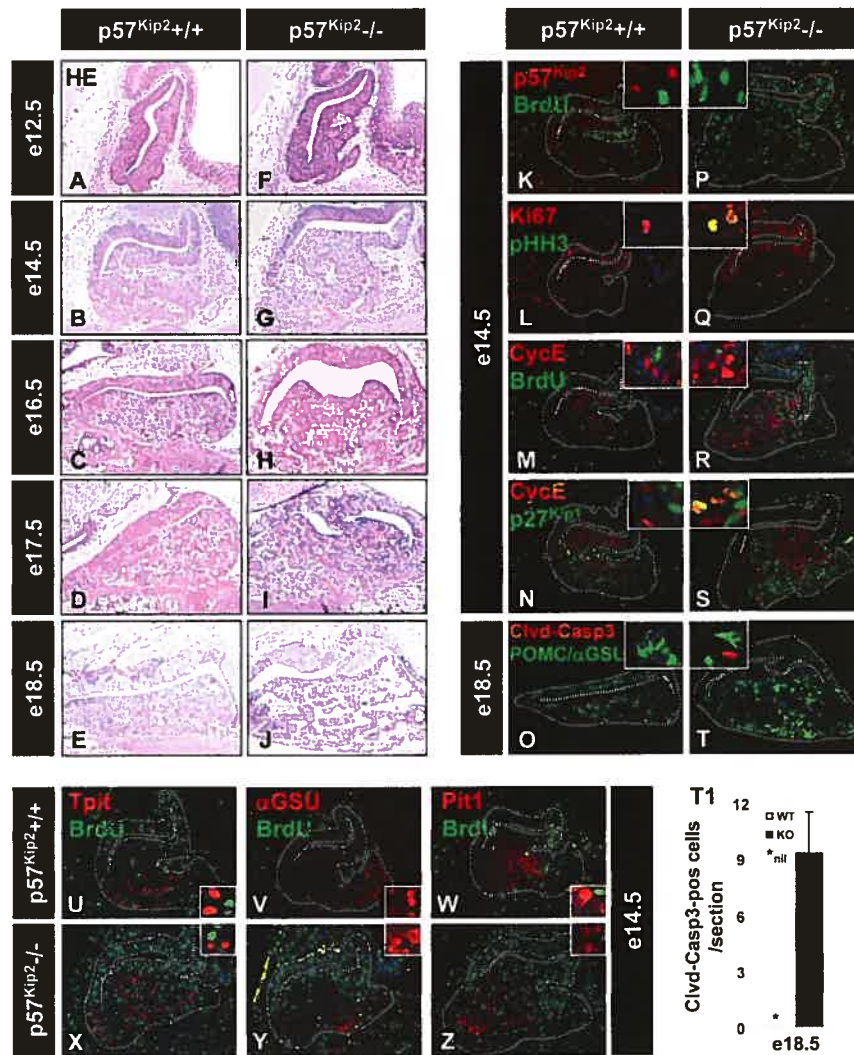 p57Kip2+/+
p57Kip2-/-
p57Kip2+/+
p57Kip2-/-
e12.5
HE
A
F
e14.5
B
G
e16.5
C
H
e17.5
D
I
e18.5
E
J
e14.5
p57Kip2
BrdU
K
P
Ki67
pHH3
L
Q
CycE
BrdU
M
R
CycE
p27Kip1
N
S
e18.5
Clvd-Casp3
POMC/αGSU
O
T
p57Kip2+/+
Tpit
BrdU
U
αGSU
BrdU
V
Pit1
BrdU
W
p57Kip2-/-
X
Y
Z
e14.5
T1
Clvd-Casp3-pos cells
/section
12
9
6
3
0
WT
KO
*nil
*
e18.5